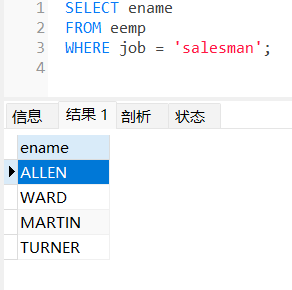 1 SELECT ename
2 FROM eemp
3 WHERE job = 'salesman';
4
信息 结果 1 剖析 状态
ename
ALLEN
WARD
MARTIN
TURNER